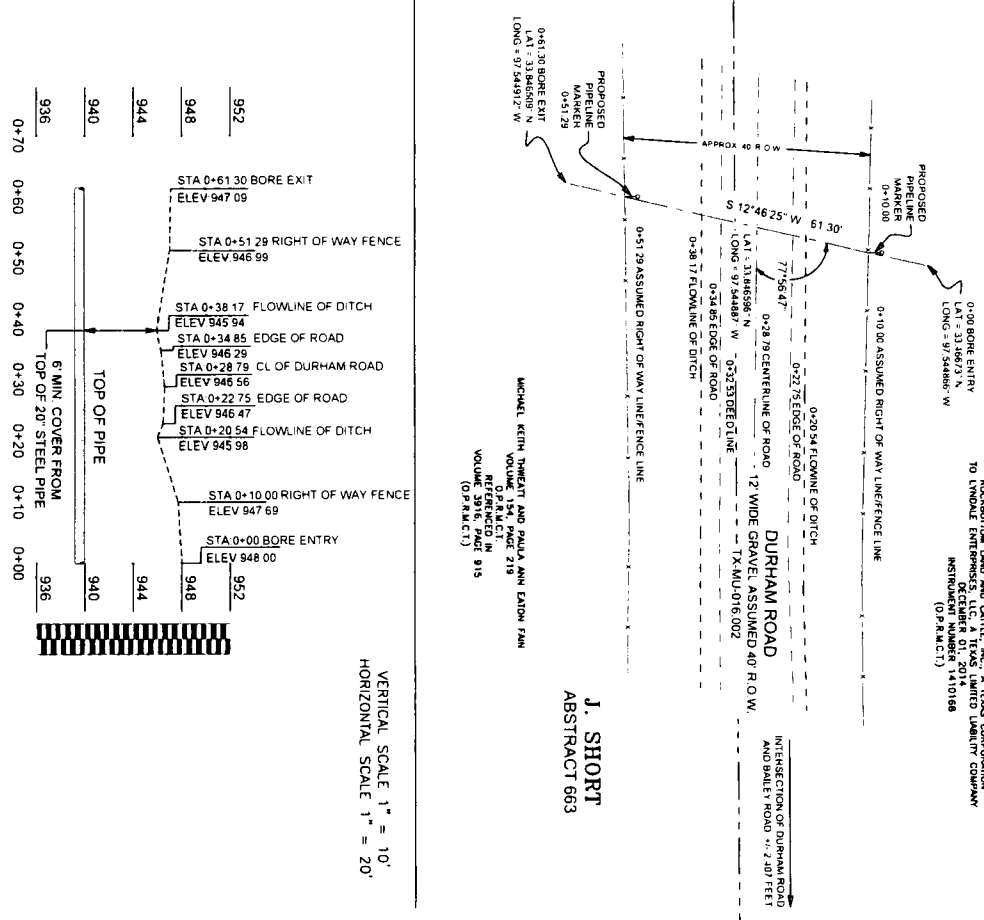 ROCKBOTTOM LAND AND CATTLE, INC., A TEXAS CORPORATION
TO LYNDALE ENTERPRISES, LLC, A TEXAS LIMITED LIABILITY COMPANY
DECEMBER 01, 2014
INSTRUMENT NUMBER 1410168
(O.P.R.M.C.T.)
0+00 BORE ENTRY
LAT = 33.46673° N
LONG = 97.544866° W
PROPOSED
PIPELINE
MARKER
0+10.00
0+10.00 ASSUMED RIGHT OF WAY LINE/FENCE LINE
APPROX 40 R O W
S 12°46'25" W 61.30'
77°56'47"
0+20 54 FLOWINE OF DITCH
0+22 75 EDGE OF ROAD
DURHAM ROAD
12' WIDE GRAVEL ASSUMED 40' R.O.W.
TX-MU-016.002
0+28 79 CENTERLINE OF ROAD
LAT = 33.846596° N
LONG = 97.544887° W
0+32 53 DEED LINE
0+34 85 EDGE OF ROAD
0+38 17 FLOWLINE OF DITCH
INTERSECTION OF DURHAM ROAD
AND BAILEY ROAD +/- 2,407 FEET
0+51 29 ASSUMED RIGHT OF WAY LINE/FENCE LINE
PROPOSED
PIPELINE
MARKER
0+51.29
0+61.30 BORE EXIT
LAT = 33.846509° N
LONG = 97.544912° W
J. SHORT
ABSTRACT 663
MICHAEL KEITH THWEATT AND PAULA ANN EATON FAIN
VOLUME 154, PAGE 219
O.P.R.M.C.T.
REFERENCED IN
VOLUME 3916, PAGE 915
(O.P.R.M.C.T.)
952
948
944
940
936
952
948
944
940
936
STA 0+61 30 BORE EXIT
ELEV 947 09
STA 0+51 29 RIGHT OF WAY FENCE
ELEV 946 99
STA 0+38 17 FLOWLINE OF DITCH
ELEV 945 94
STA 0+34 85 EDGE OF ROAD
ELEV 946 29
STA 0+28 79 CL OF DURHAM ROAD
ELEV 946 56
STA:0+22 75 EDGE OF ROAD
ELEV 946 47
STA 0+20 54 FLOWLINE OF DITCH
ELEV 945 98
STA 0+10 00 RIGHT OF WAY FENCE
ELEV 947 69
STA:0+00 BORE ENTRY
ELEV 948 00
TOP OF PIPE
6' MIN. COVER FROM
TOP OF 20" STEEL PIPE
0+70
0+60
0+50
0+40
0+30
0+20
0+10
0+00
VERTICAL SCALE 1" = 10'
HORIZONTAL SCALE 1" = 20'